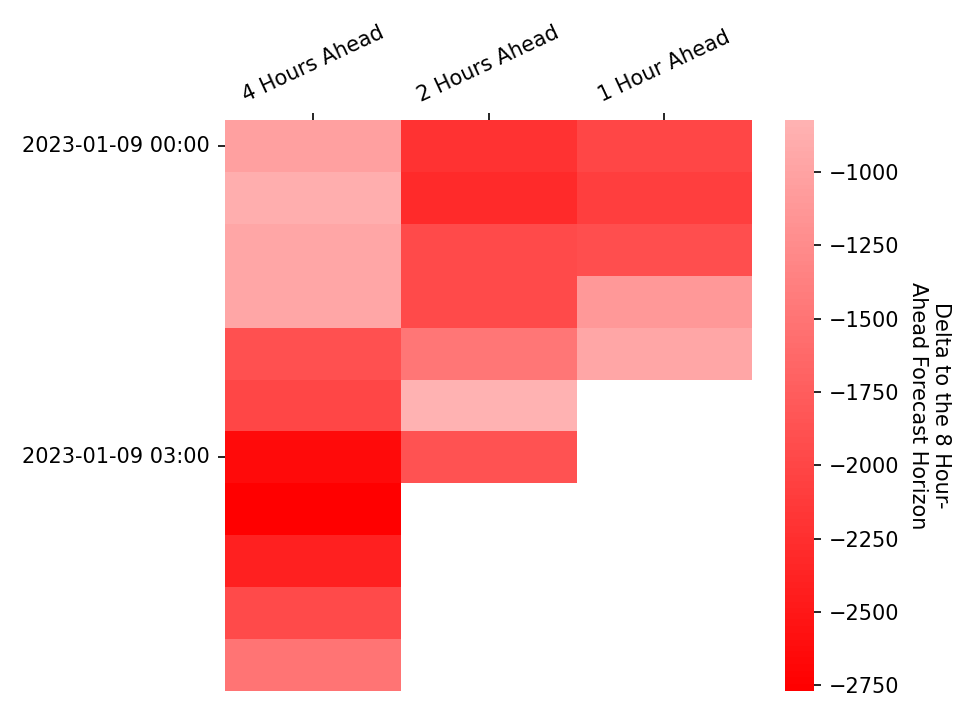 4 Hours Ahead
2 Hours Ahead
1 Hour Ahead
2023-01-09 00:00
2023-01-09 03:00
−1000
−1250
−1500
−1750
−2000
−2250
−2500
−2750
Delta to the 8 Hour-
Ahead Forecast Horizon